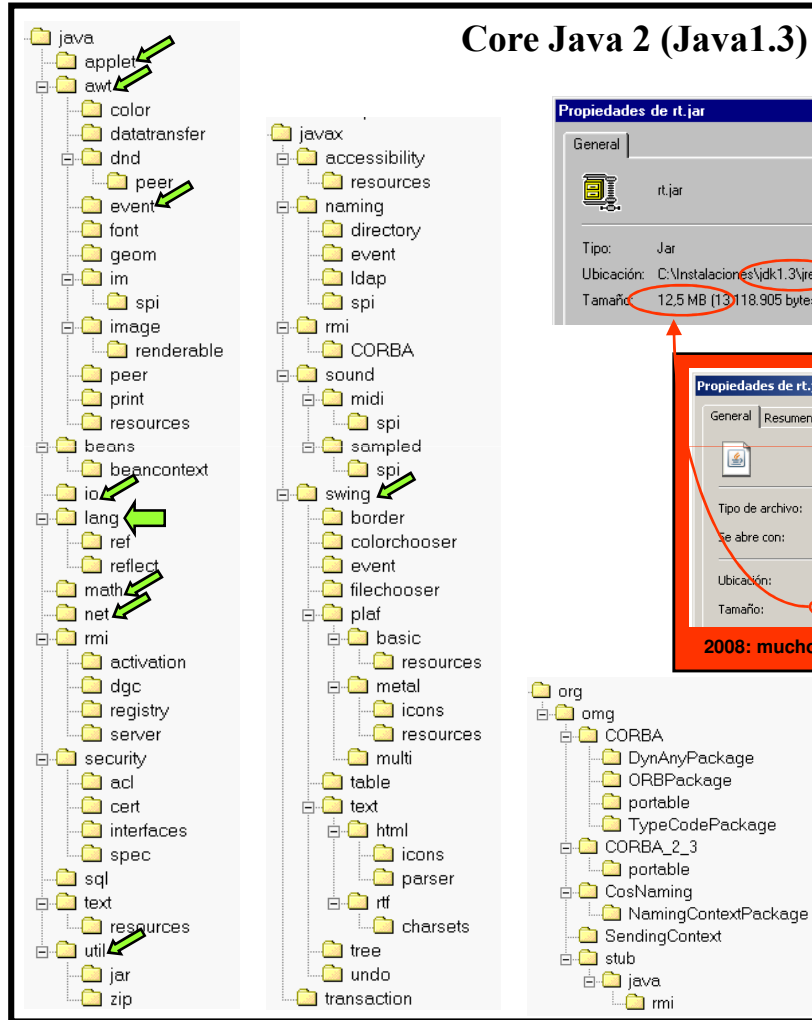 Core Java 2 (Java1.3)
java
applet
awt
color
datatransfer
dnd
peer
event
font
geom
im
spi
image
renderable
peer
print
resources
beans
beancontext
io
lang
ref
reflect
math
net
rmi
activation
dgc
registry
server
security
acl
cert
interfaces
spec
sql
text
resources
util
jar
zip
javax
accessibility
resources
naming
directory
event
ldap
spi
rmi
CORBA
sound
midi
spi
sampled
spi
swing
border
colorchooser
event
filechooser
plaf
basic
resources
metal
icons
resources
multi
table
text
html
icons
parser
rtf
charsets
tree
undo
transaction
Propiedades de rt.jar
General
rt.jar
Tipo: Jar
Ubicación: C:\Instalaciones\jdk1.3\jre
Tamaño: 12,5 MB (13.118.905 bytes
Propiedades de rt.
General Resumen
Tipo de archivo:
Se abre con:
Ubicación:
Tamaño:
2008: mucho
org
omg
CORBA
DynAnyPackage
ORBPackage
portable
TypeCodePackage
CORBA_2_3
portable
CosNaming
NamingContextPackage
SendingContext
stub
java
rmi